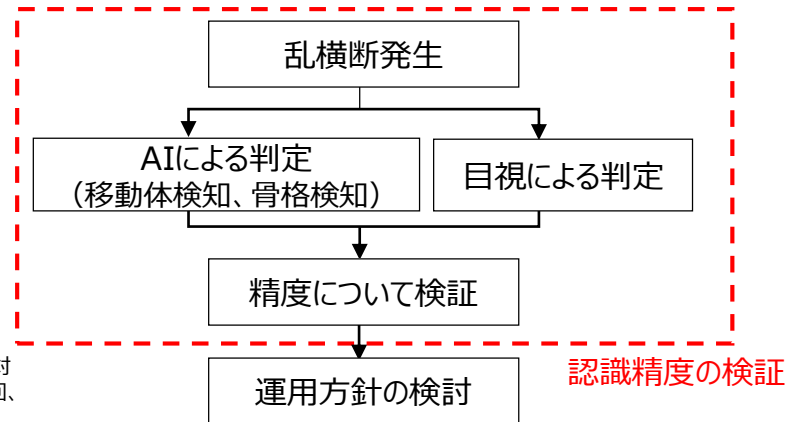 乱横断発生
AIによる判定
（移動体検知、骨格検知）
目視による判定
精度について検証
運用方針の検討
認識精度の検証
討
回、